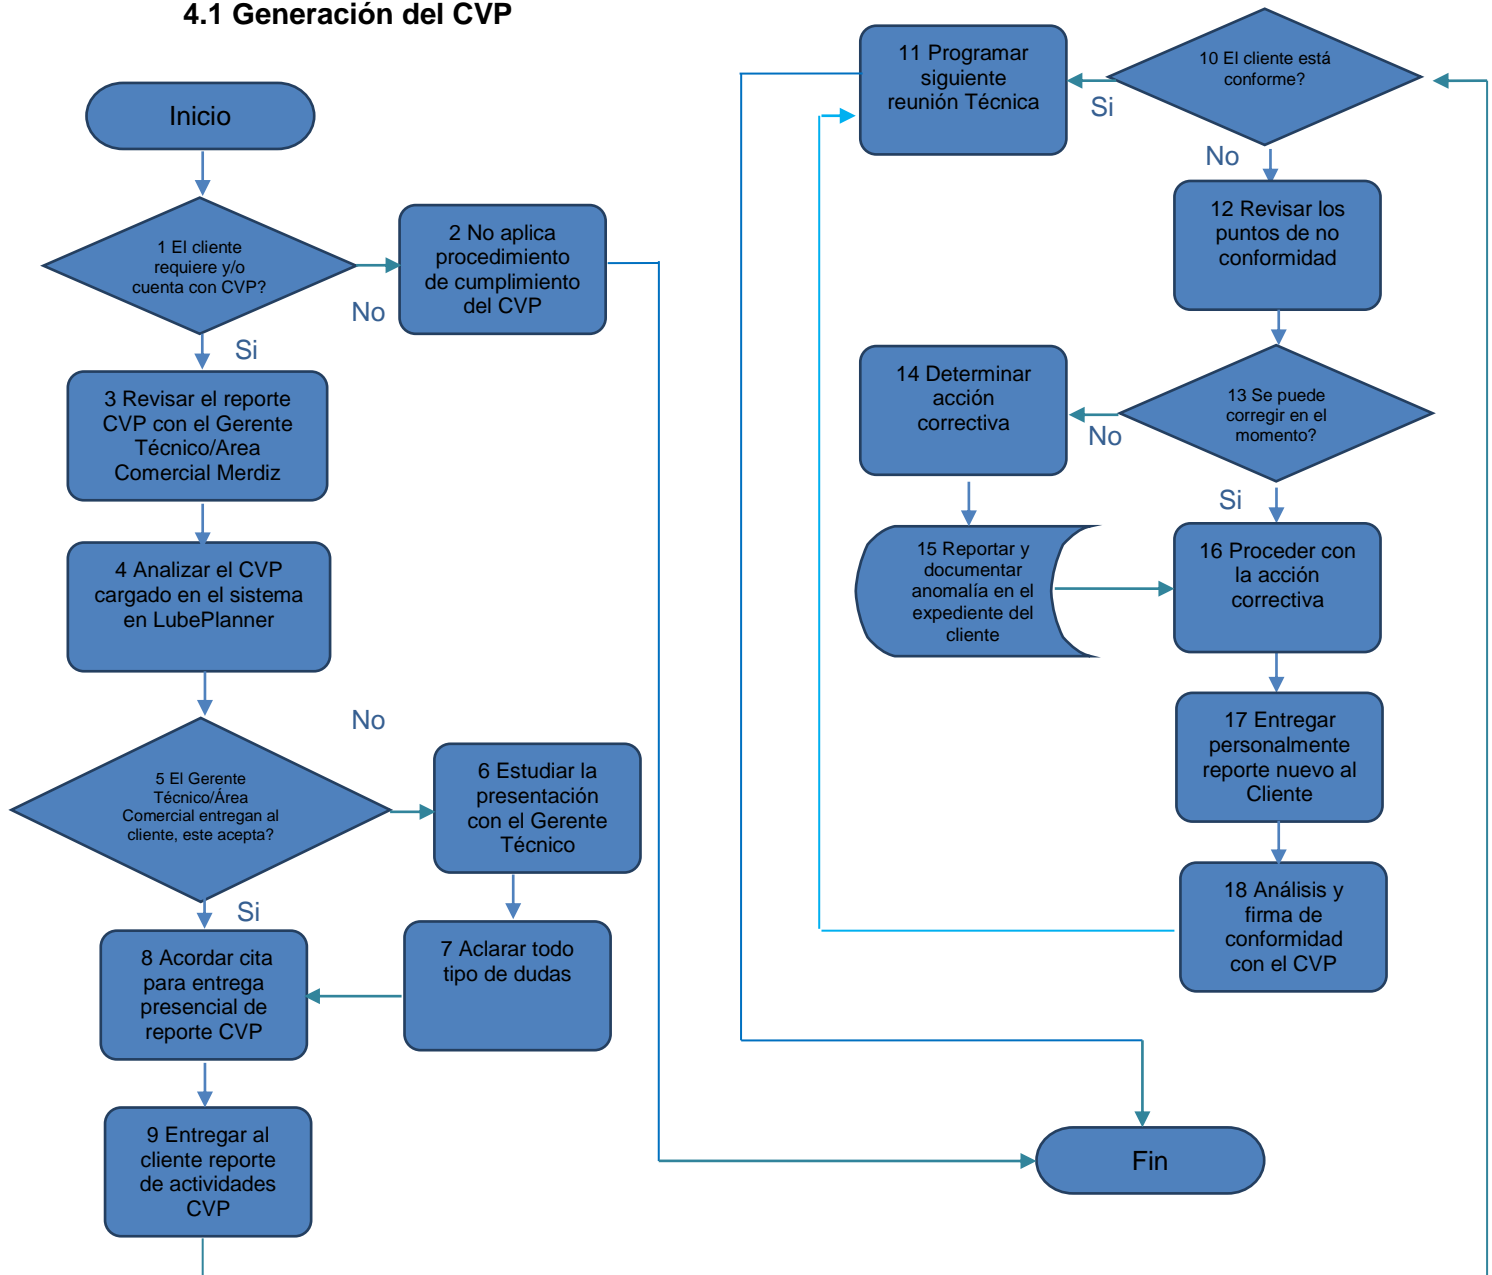 4.1 Generación del CVP
Inicio
1 El cliente
requiere y/o
cuenta con CVP?
No
Si
2 No aplica
procedimiento
de cumplimiento
del CVP
3 Revisar el reporte
CVP con el Gerente
Técnico/Area
Comercial Merdiz
4 Analizar el CVP
cargado en el sistema
en LubePlanner
5 El Gerente
Técnico/Área
Comercial entregan al
cliente, este acepta?
No
Si
6 Estudiar la
presentación
con el Gerente
Técnico
7 Aclarar todo
tipo de dudas
8 Acordar cita
para entrega
presencial de
reporte CVP
9 Entregar al
cliente reporte
de actividades
CVP
10 El cliente está
conforme?
Si
No
11 Programar
siguiente
reunión Técnica
12 Revisar los
puntos de no
conformidad
13 Se puede
corregir en el
momento?
No
Si
14 Determinar
acción
correctiva
15 Reportar y
documentar
anomalía en el
expediente del
cliente
16 Proceder con
la acción
correctiva
17 Entregar
personalmente
reporte nuevo al
Cliente
18 Análisis y
firma de
conformidad
con el CVP
Fin